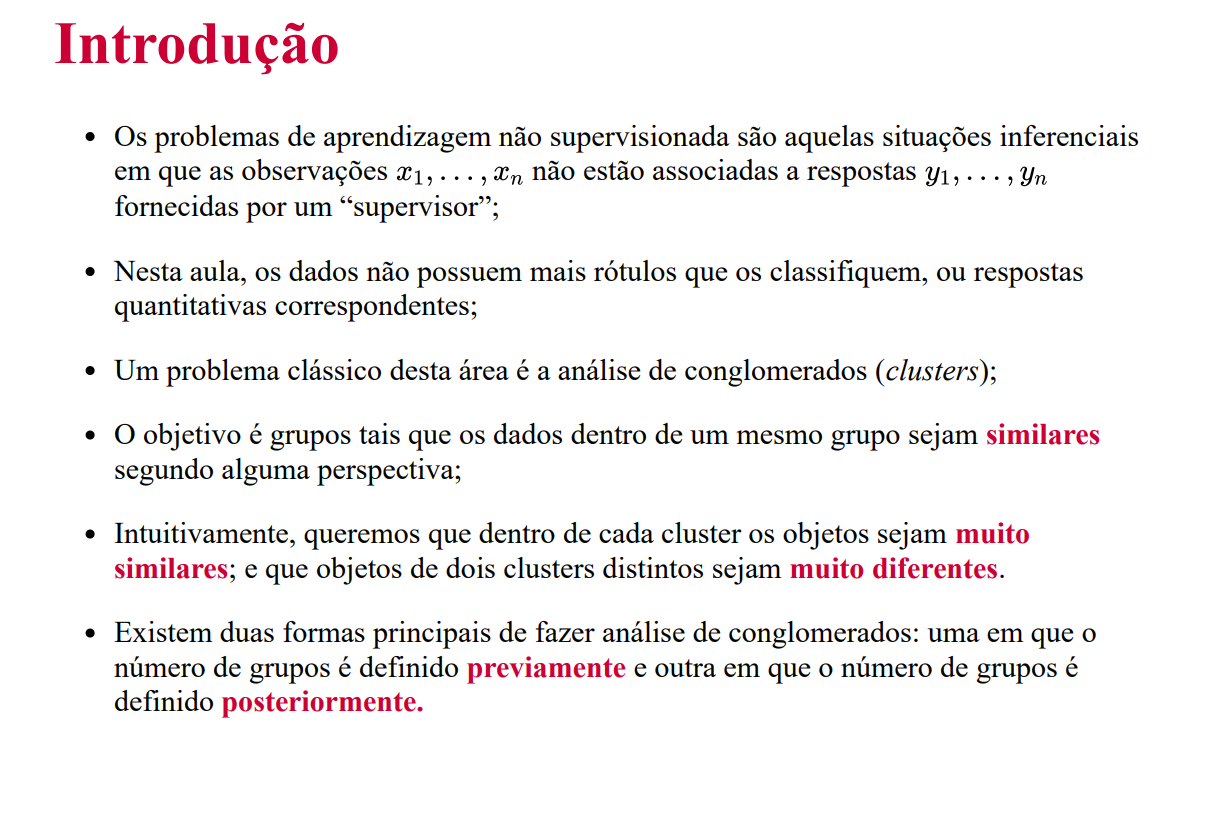 Introdução
• Os problemas de aprendizagem não supervisionada são aquelas situações inferenciais
em que as observações x₁, . . . , xₙ não estão associadas a respostas y₁, . . . , yₙ
fornecidas por um “supervisor”;
• Nesta aula, os dados não possuem mais rótulos que os classifiquem, ou respostas
quantitativas correspondentes;
• Um problema clássico desta área é a análise de conglomerados (clusters);
• O objetivo é grupos tais que os dados dentro de um mesmo grupo sejam similares
segundo alguma perspectiva;
• Intuitivamente, queremos que dentro de cada cluster os objetos sejam muito
similares; e que objetos de dois clusters distintos sejam muito diferentes.
• Existem duas formas principais de fazer análise de conglomerados: uma em que o
número de grupos é definido previamente e outra em que o número de grupos é
definido posteriormente.